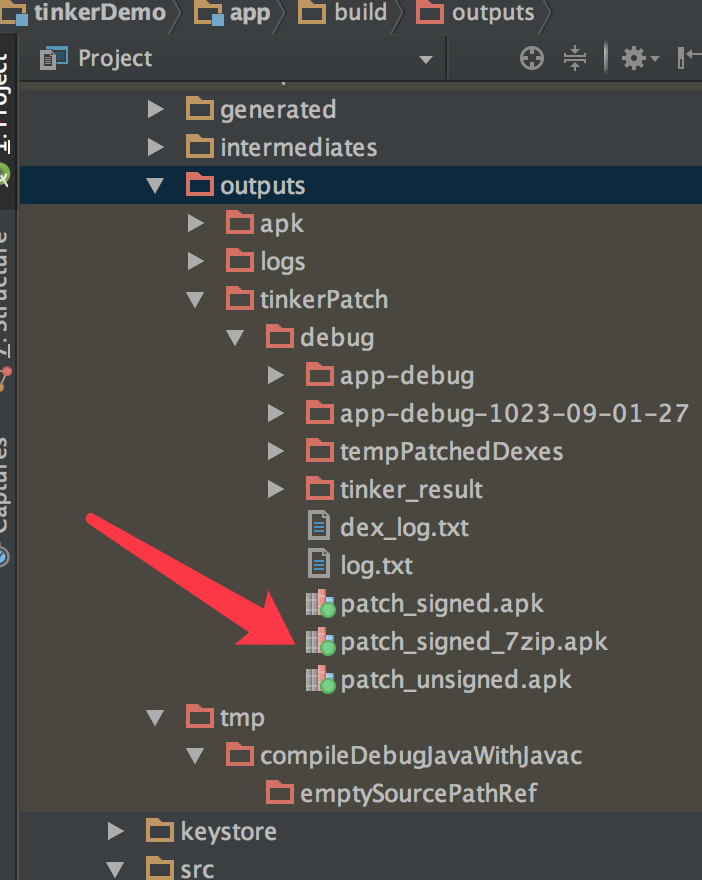 tinkerDemo app build outputs
Project
1: Project
generated
intermediates
outputs
apk
logs
tinkerPatch
debug
app-debug
app-debug-1023-09-01-27
tempPatchedDexes
tinker_result
dex_log.txt
log.txt
patch_signed.apk
patch_signed_7zip.apk
patch_unsigned.apk
tmp
compileDebugJavaWithJavac
emptySourcePathRef
keystore
src
7: Structure
Captures